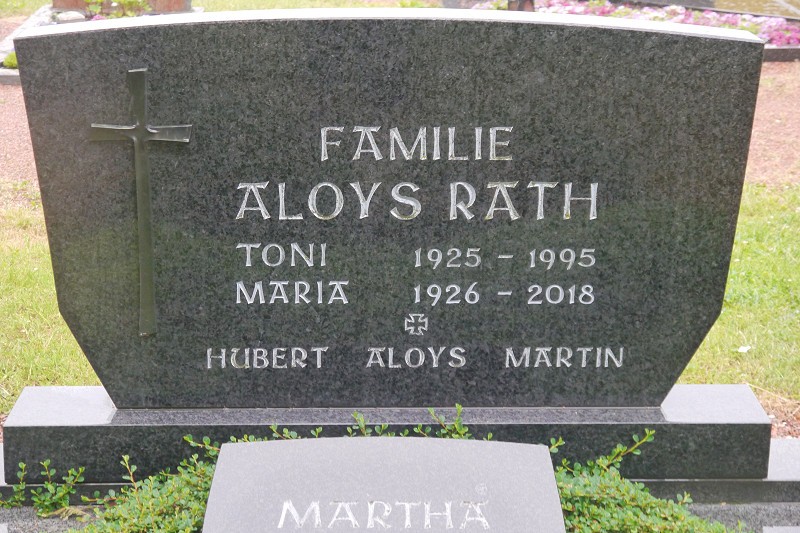 FAMILIE
ALOYS RATH
TONI 1925 - 1995
MARIA 1926 - 2018
HUBERT ALOYS MARTIN
MARTHA